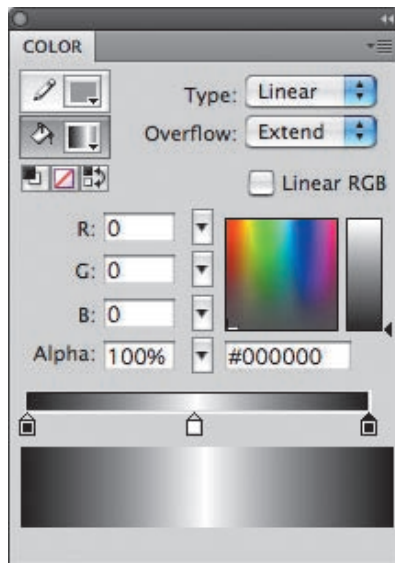 COLOR
Type: Linear
Overflow: Extend
Linear RGB
R: 0
G: 0
B: 0
Alpha: 100% #000000